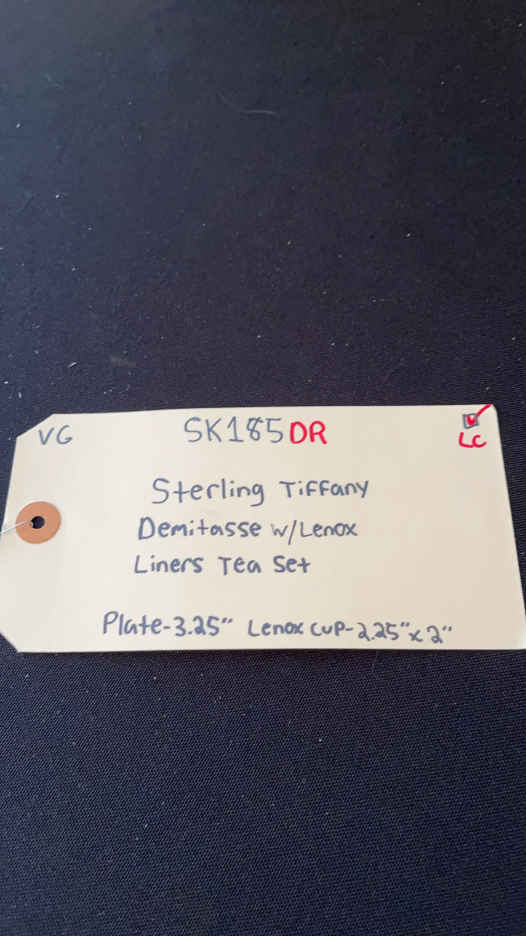 VG SK185DR
LC
Sterling Tiffany
Demitasse w/Lenox
Liners Tea Set
Plate-3.25" Lenox cup-2.25"x2"